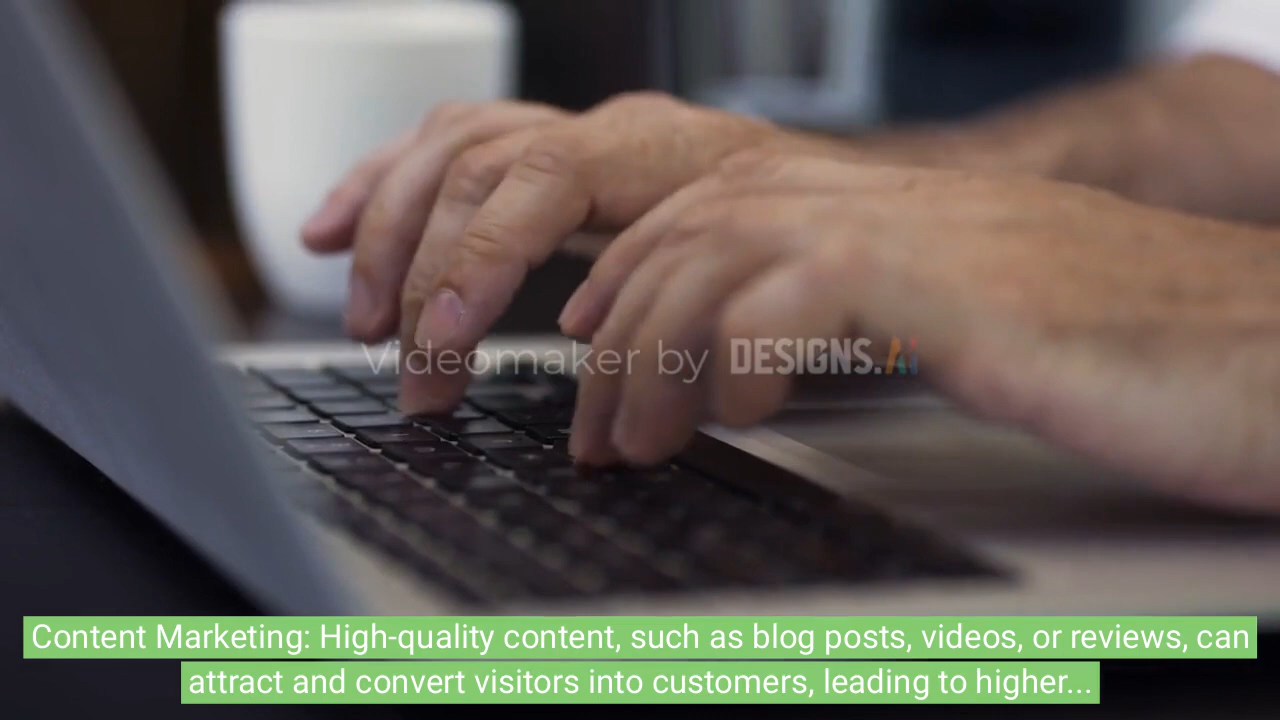 Videomaker by DESIGNS.Ai
Content Marketing: High-quality content, such as blog posts, videos, or reviews, can
attract and convert visitors into customers, leading to higher...